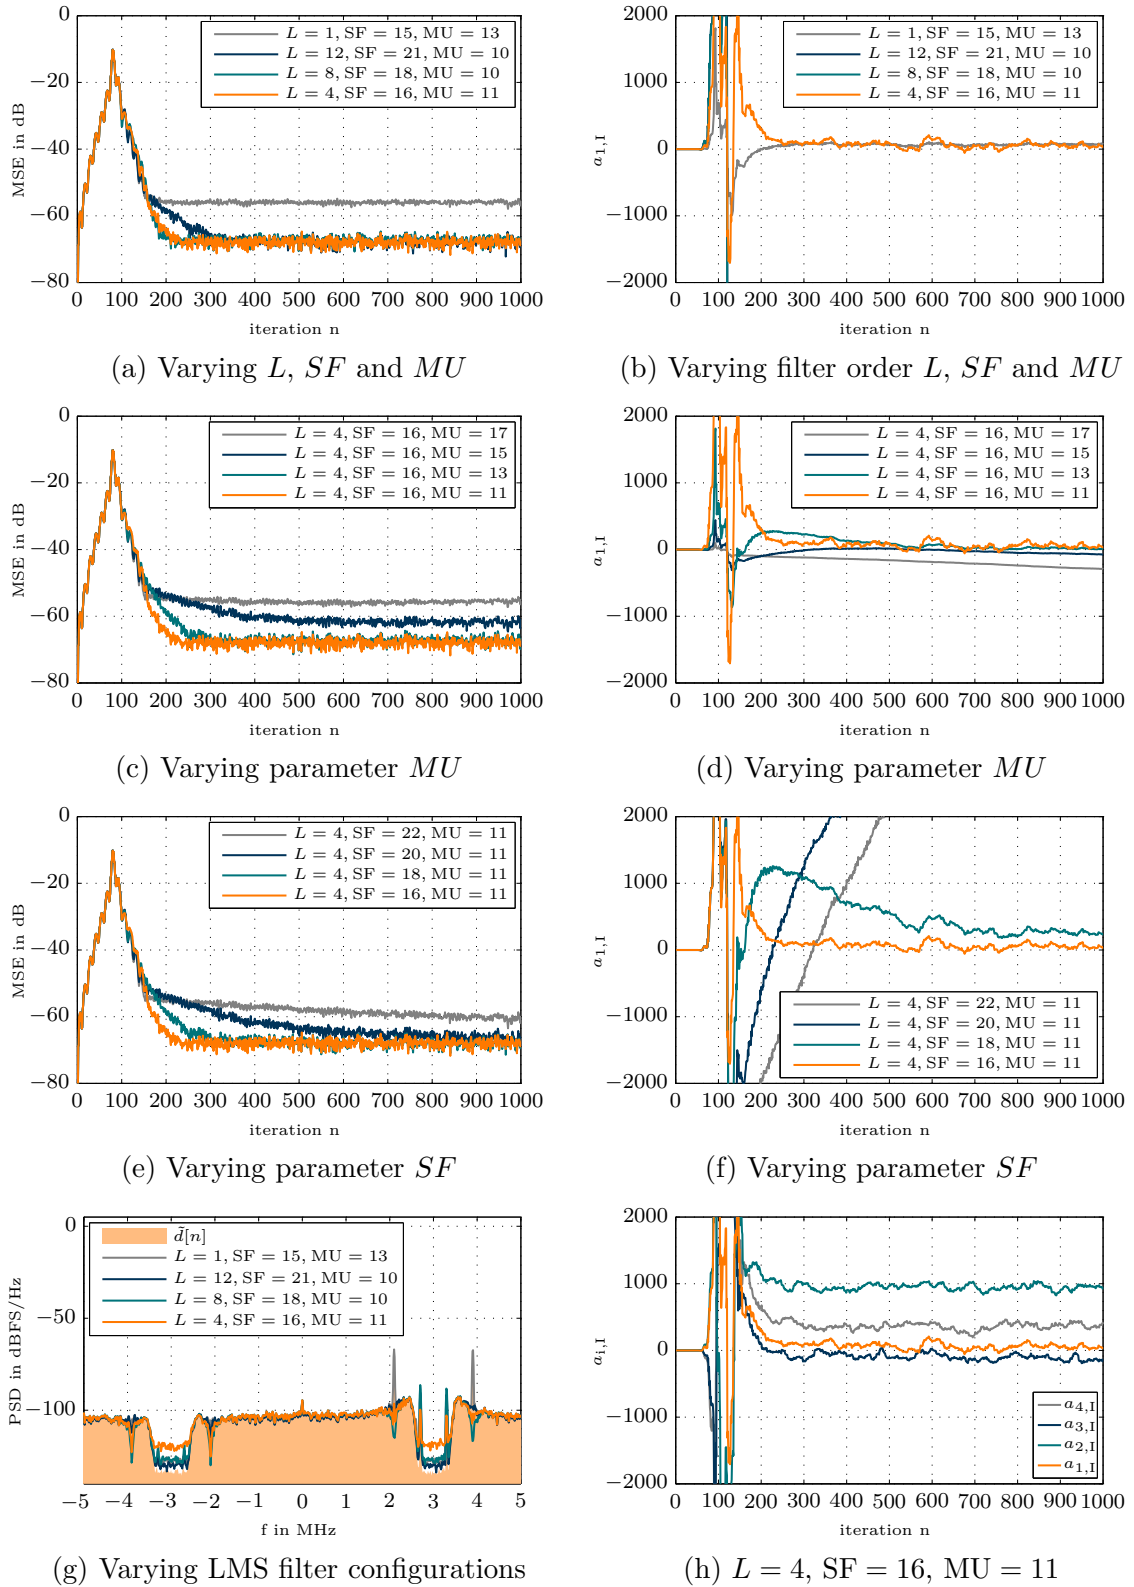 0
−20
−40
−60
−80
MSE in dB
L = 1, SF = 15, MU = 13
L = 12, SF = 21, MU = 10
L = 8, SF = 18, MU = 10
L = 4, SF = 16, MU = 11
0 100 200 300 400 500 600 700 800 900 1000
iteration n
(a) Varying L, SF and MU
2000
1000
0
−1000
−2000
a1,I
L = 1, SF = 15, MU = 13
L = 12, SF = 21, MU = 10
L = 8, SF = 18, MU = 10
L = 4, SF = 16, MU = 11
0 100 200 300 400 500 600 700 800 900 1000
iteration n
(b) Varying filter order L, SF and MU
0
−20
−40
−60
−80
MSE in dB
L = 4, SF = 16, MU = 17
L = 4, SF = 16, MU = 15
L = 4, SF = 16, MU = 13
L = 4, SF = 16, MU = 11
0 100 200 300 400 500 600 700 800 900 1000
iteration n
(c) Varying parameter MU
2000
1000
0
−1000
−2000
a1,I
L = 4, SF = 16, MU = 17
L = 4, SF = 16, MU = 15
L = 4, SF = 16, MU = 13
L = 4, SF = 16, MU = 11
0 100 200 300 400 500 600 700 800 900 1000
iteration n
(d) Varying parameter MU
0
−20
−40
−60
−80
MSE in dB
L = 4, SF = 22, MU = 11
L = 4, SF = 20, MU = 11
L = 4, SF = 18, MU = 11
L = 4, SF = 16, MU = 11
0 100 200 300 400 500 600 700 800 900 1000
iteration n
(e) Varying parameter SF
2000
1000
0
−1000
−2000
a1,I
L = 4, SF = 22, MU = 11
L = 4, SF = 20, MU = 11
L = 4, SF = 18, MU = 11
L = 4, SF = 16, MU = 11
0 100 200 300 400 500 600 700 800 900 1000
iteration n
(f) Varying parameter SF
0
−50
−100
PSD in dBFS/Hz
d̃[n]
L = 1, SF = 15, MU = 13
L = 12, SF = 21, MU = 10
L = 8, SF = 18, MU = 10
L = 4, SF = 16, MU = 11
−5 −4 −3 −2 −1 0 1 2 3 4 5
f in MHz
(g) Varying LMS filter configurations
2000
1000
0
−1000
−2000
ai,I
a4,I
a3,I
a2,I
a1,I
0 100 200 300 400 500 600 700 800 900 1000
iteration n
(h) L = 4, SF = 16, MU = 11